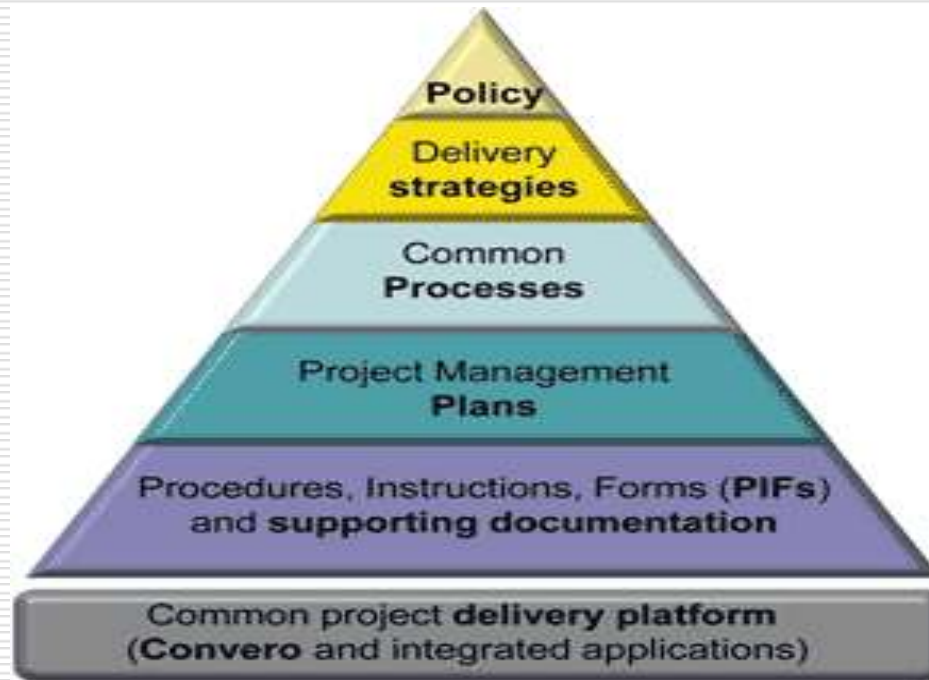 Policy
Delivery
strategies
Common
Processes
Project Management
Plans
Procedures, Instructions, Forms (PIFs)
and supporting documentation
Common project delivery platform
(Convero and integrated applications)